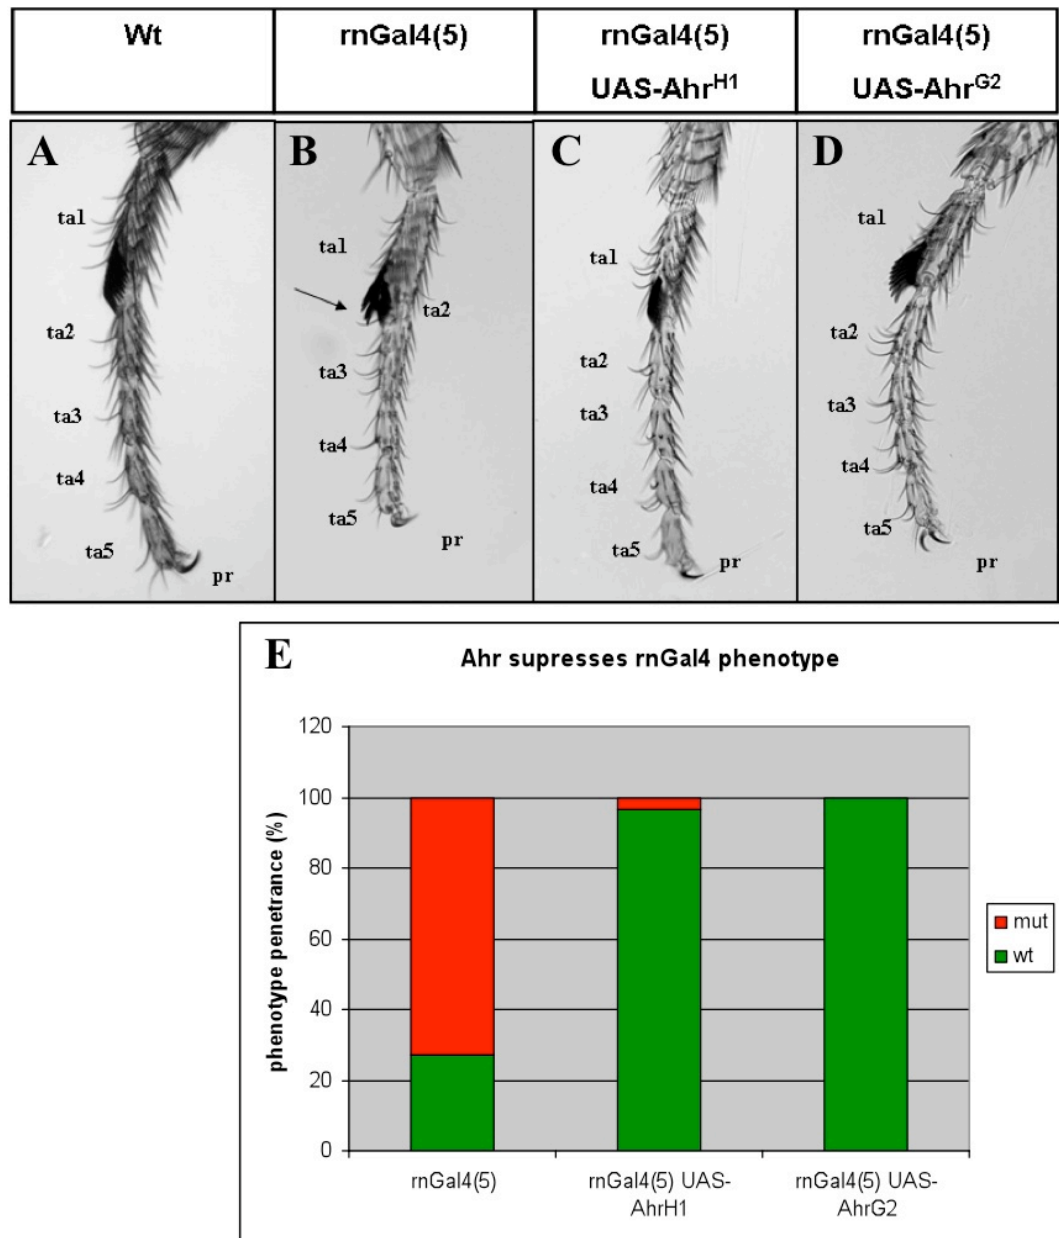 Wt
rnGal4(5)
rnGal4(5)
UAS-Ahr^H1
rnGal4(5)
UAS-Ahr^G2
A
ta1
ta2
ta3
ta4
ta5
pr
B
ta1
ta2
ta3
ta4
ta5
pr
C
ta1
ta2
ta3
ta4
ta5
pr
D
ta1
ta2
ta3
ta4
ta5
E
Ahr supresses rnGal4 phenotype
phenotype penetrance (%)
120
100
80
60
40
20
0
rnGal4(5)
rnGal4(5) UAS-
AhrH1
rnGal4(5) UAS-
AhrG2
mut
wt